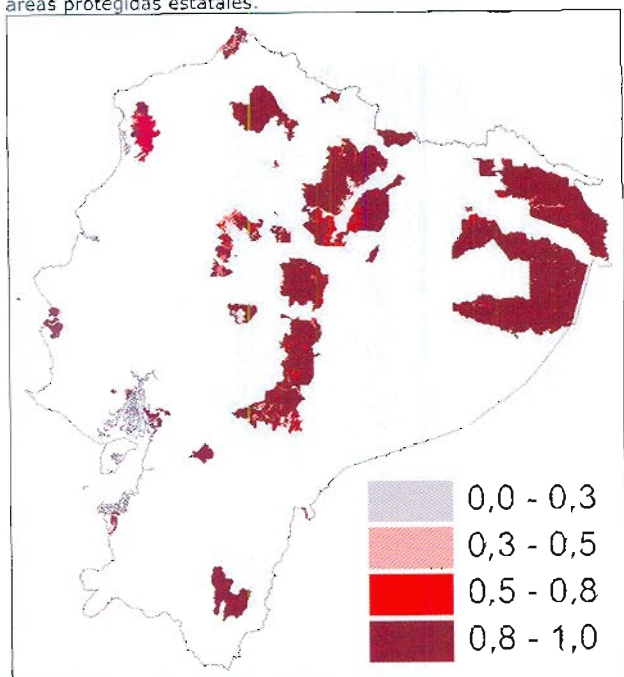 áreas protegidas estatales.
0,0 - 0,3
0,3 - 0,5
0,5 - 0,8
0,8 - 1,0